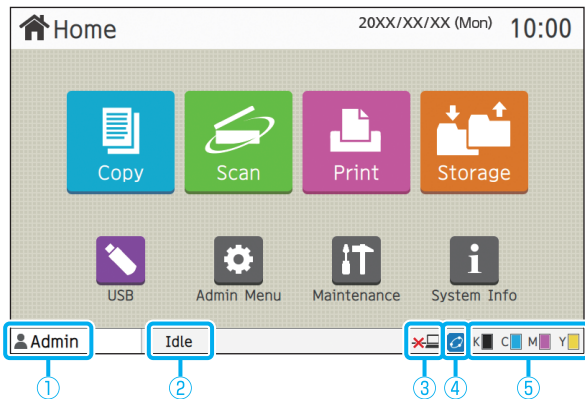 Home 20XX/XX/XX (Mon) 10:00
Copy Scan Print Storage
USB Admin Menu Maintenance System Info
Admin Idle K C M Y
① ② ③ ④ ⑤